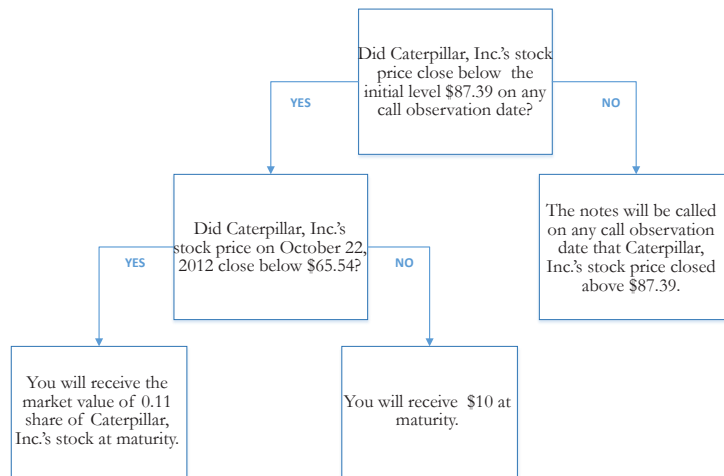 Did Caterpillar, Inc.'s stock
price close below the
initial level $87.39 on any
call observation date?
YES
NO
Did Caterpillar, Inc.'s
stock price on October 22,
2012 close below $65.54?
The notes will be called
on any call observation
date that Caterpillar,
Inc.'s stock price closed
above $87.39.
YES
NO
You will receive the
market value of 0.11
share of Caterpillar,
Inc.'s stock at maturity.
You will receive $10 at
maturity.